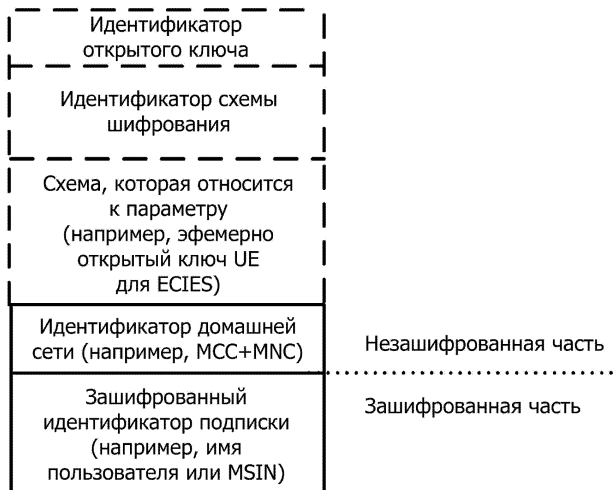 Идентификатор
открытого ключа
Идентификатор схемы
шифрования
Схема, которая относится
к параметру
(например, эфемерно
открытый ключ UE
для ECIES)
Идентификатор домашней
сети (например, MCC+MNC)
Незашифрованная часть
Зашифрованный
идентификатор подписки
(например, имя
пользователя или MSIN)
Зашифрованная часть